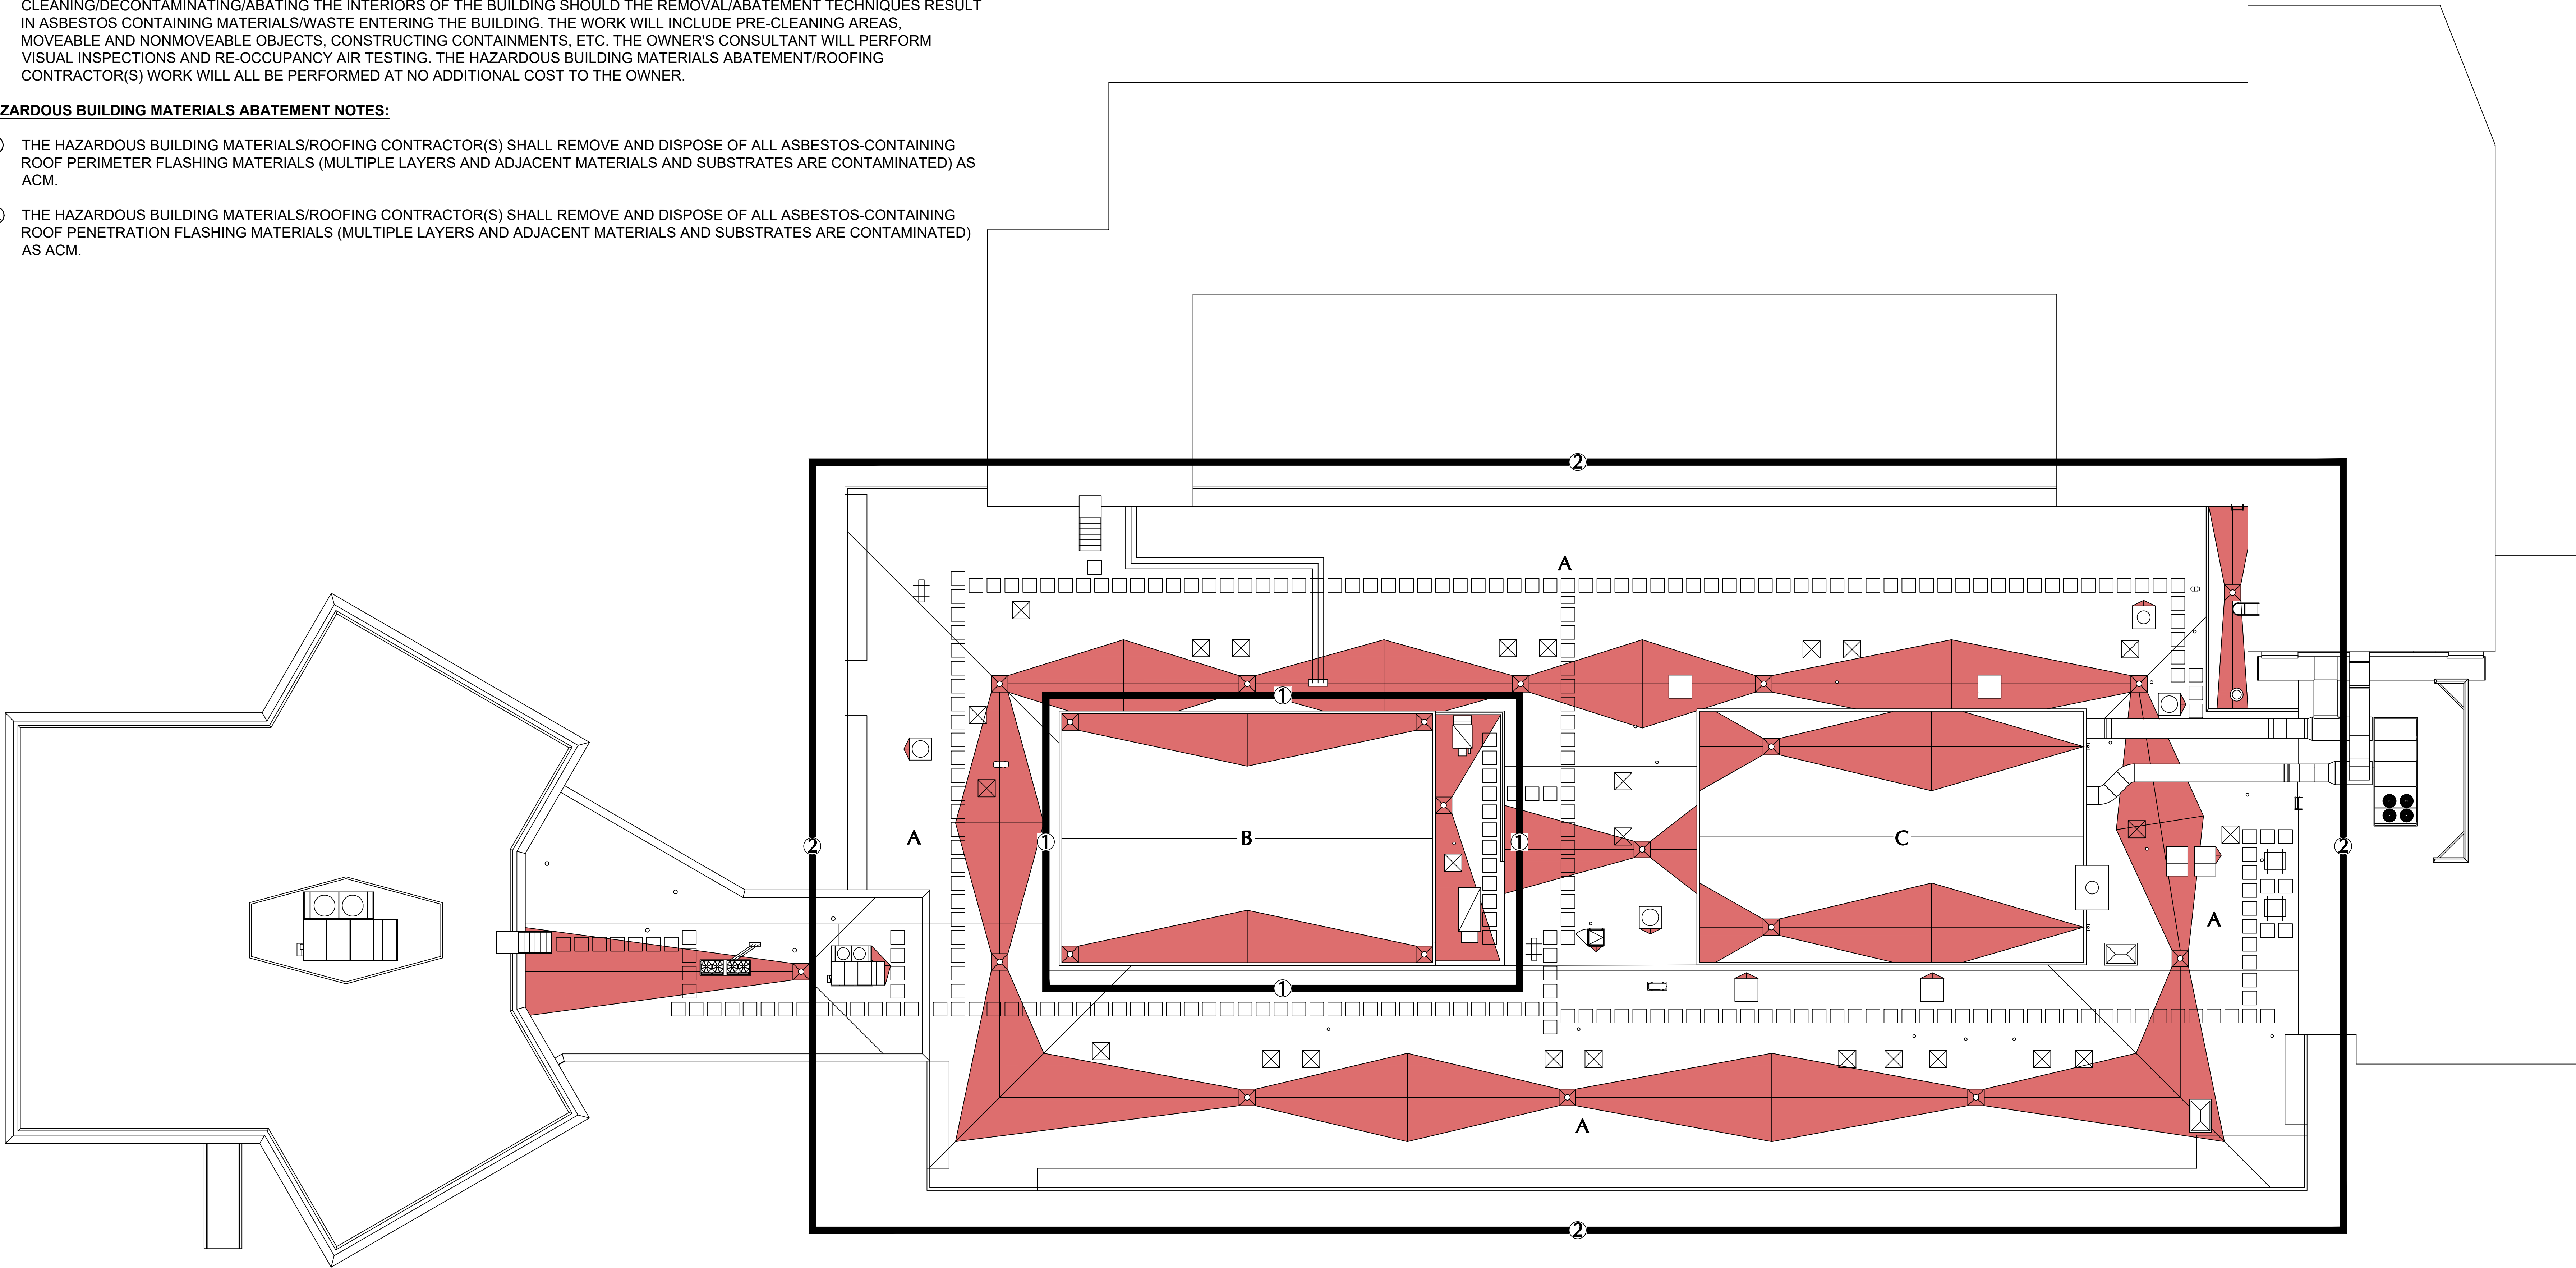 CLEANING/DECONTAMINATING/ABATING THE INTERIORS OF THE BUILDING SHOULD THE REMOVAL/ABATEMENT TECHNIQUES RESULT
IN ASBESTOS CONTAINING MATERIALS/WASTE ENTERING THE BUILDING. THE WORK WILL INCLUDE PRE-CLEANING AREAS,
MOVEABLE AND NONMOVEABLE OBJECTS, CONSTRUCTING CONTAINMENTS, ETC. THE OWNER'S CONSULTANT WILL PERFORM
VISUAL INSPECTIONS AND RE-OCCUPANCY AIR TESTING. THE HAZARDOUS BUILDING MATERIALS ABATEMENT/ROOFING
CONTRACTOR(S) WORK WILL ALL BE PERFORMED AT NO ADDITIONAL COST TO THE OWNER.
ZARDOUS BUILDING MATERIALS ABATEMENT NOTES:
THE HAZARDOUS BUILDING MATERIALS/ROOFING CONTRACTOR(S) SHALL REMOVE AND DISPOSE OF ALL ASBESTOS-CONTAINING
ROOF PERIMETER FLASHING MATERIALS (MULTIPLE LAYERS AND ADJACENT MATERIALS AND SUBSTRATES ARE CONTAMINATED) AS
ACM.
THE HAZARDOUS BUILDING MATERIALS/ROOFING CONTRACTOR(S) SHALL REMOVE AND DISPOSE OF ALL ASBESTOS-CONTAINING
ROOF PENETRATION FLASHING MATERIALS (MULTIPLE LAYERS AND ADJACENT MATERIALS AND SUBSTRATES ARE CONTAMINATED)
AS ACM.
2
A
1
A
B
C
1
1
2
2
A
1
A
2